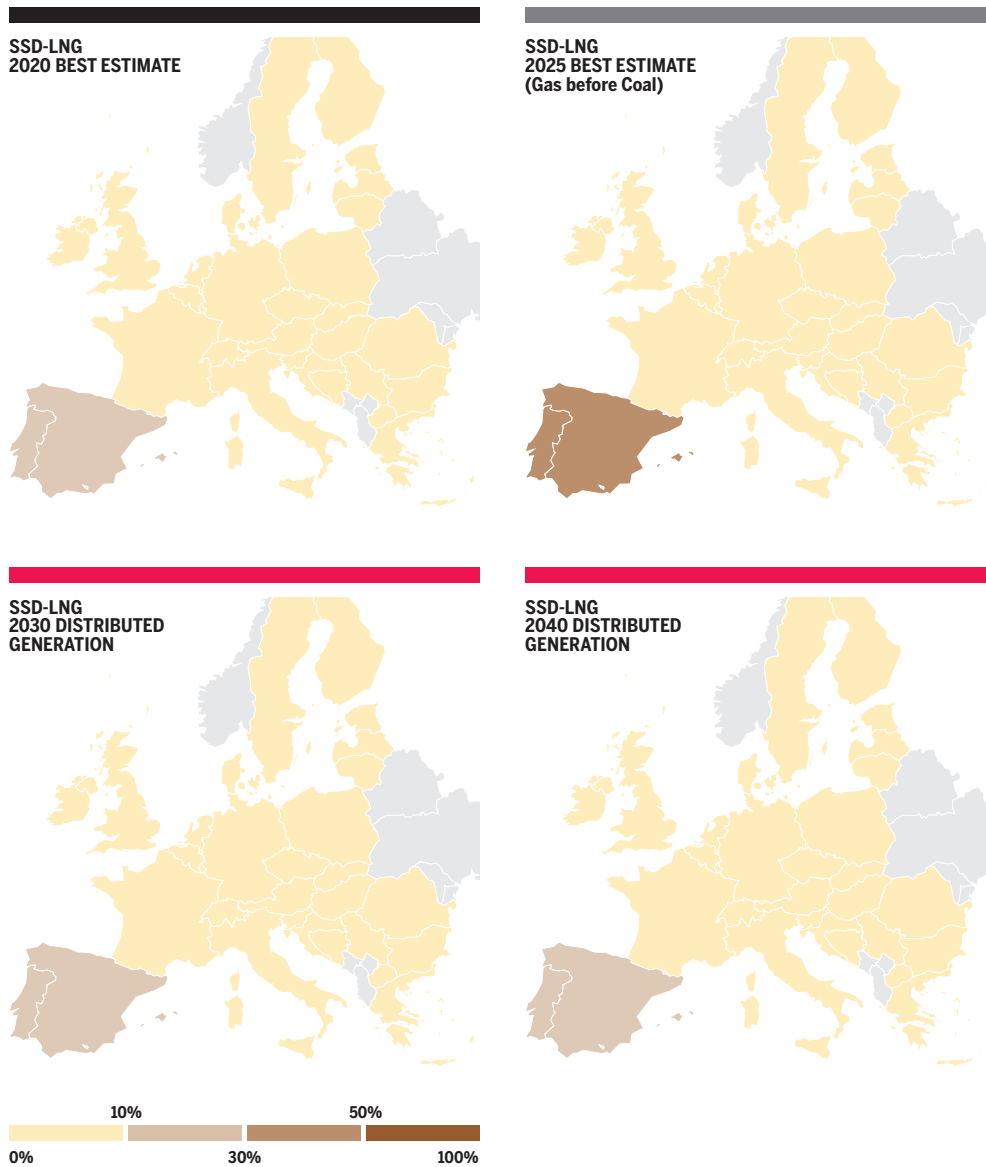 SSD-LNG
2020 BEST ESTIMATE
SSD-LNG
2025 BEST ESTIMATE
(Gas before Coal)
SSD-LNG
2030 DISTRIBUTED
GENERATION
SSD-LNG
2040 DISTRIBUTED
GENERATION
10% 50%
0% 30% 100%